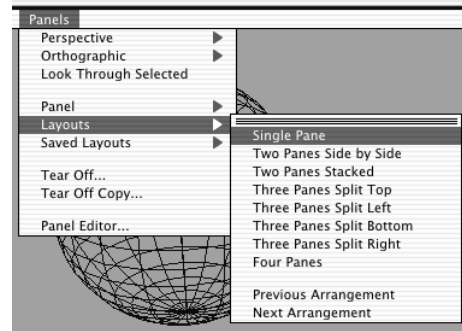 Panels
Perspective
Orthographic
Look Through Selected
Panel
Layouts
Saved Layouts
Tear Off...
Tear Off Copy...
Panel Editor...
Single Pane
Two Panes Side by Side
Two Panes Stacked
Three Panes Split Top
Three Panes Split Left
Three Panes Split Bottom
Three Panes Split Right
Four Panes
Previous Arrangement
Next Arrangement